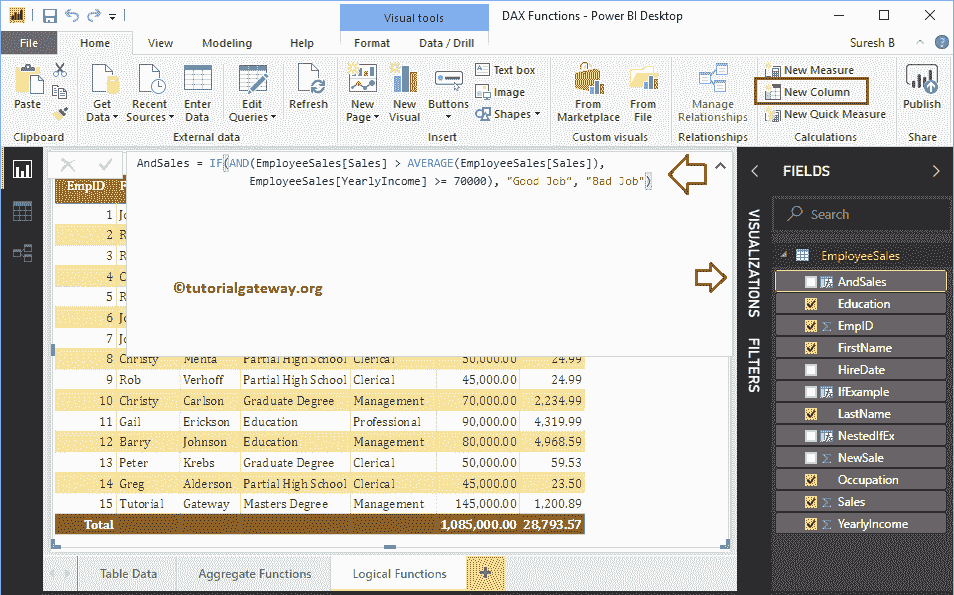 Visual tools
DAX Functions - Power BI Desktop
File Home View Modeling Help Format Data / Drill Suresh B
Paste
Get Data
Recent Sources
Enter Data
Edit Queries
Refresh
New Page
New Visual
Buttons
Text box
Image
Shapes
From Marketplace
From File
Manage Relationships
New Measure
New Column
New Quick Measure
Publish
Clipboard External data Insert Custom visuals Relationships Calculations Share
AndSales = IF(AND(EmployeeSales[Sales] > AVERAGE(EmployeeSales[Sales]),
EmployeeSales[YearlyIncome] >= 70000), "Good Job", "Bad Job")
©tutorialgateway.org
EmpID F
1 Jo
2 R
3 R
4 C
5 R
6 Jo
7 Jo
8 Christy Mehta Partial High School Clerical 50,000.00 24.99
9 Rob Verhoff Partial High School Clerical 45,000.00 24.99
10 Christy Carlson Graduate Degree Management 70,000.00 2,234.99
11 Gail Erickson Education Professional 90,000.00 4,319.99
12 Barry Johnson Education Management 80,000.00 4,968.59
13 Peter Krebs Graduate Degree Clerical 50,000.00 59.53
14 Greg Alderson Partial High School Clerical 45,000.00 23.50
15 Tutorial Gateway Masters Degree Management 145,000.00 1,200.89
Total 1,085,000.00 28,793.57
VISUALIZATIONS
FILTERS
FIELDS
Search
EmployeeSales
AndSales
Education
EmpID
FirstName
HireDate
IfExample
LastName
NestedIfEx
NewSale
Occupation
Sales
YearlyIncome
Table Data Aggregate Functions Logical Functions +